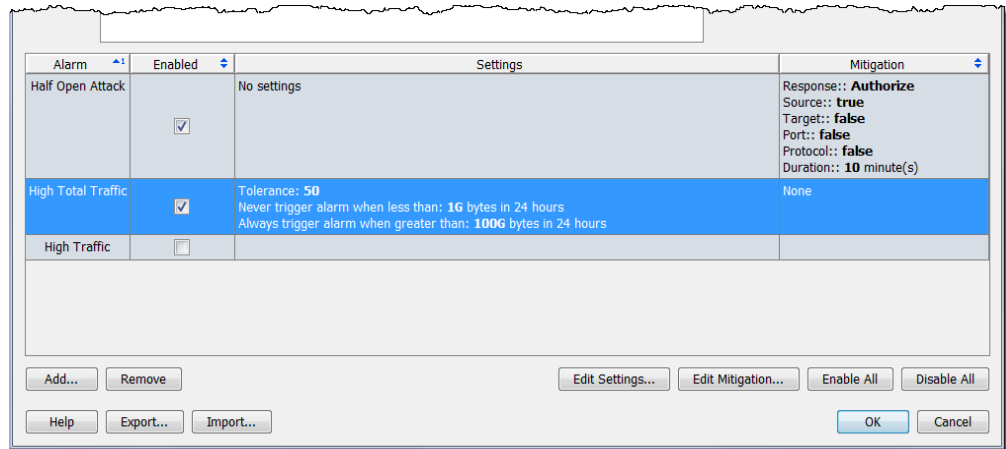 Alarm 1 Enabled Settings Mitigation
Half Open Attack No settings Response:: Authorize
Source:: true
Target:: false
Port:: false
Protocol:: false
Duration:: 10 minute(s)
High Total Traffic Tolerance: 50 None
Never trigger alarm when less than: 1G bytes in 24 hours
Always trigger alarm when greater than: 100G bytes in 24 hours
High Traffic
Add... Remove Edit Settings... Edit Mitigation... Enable All Disable All
Help Export... Import... OK Cancel